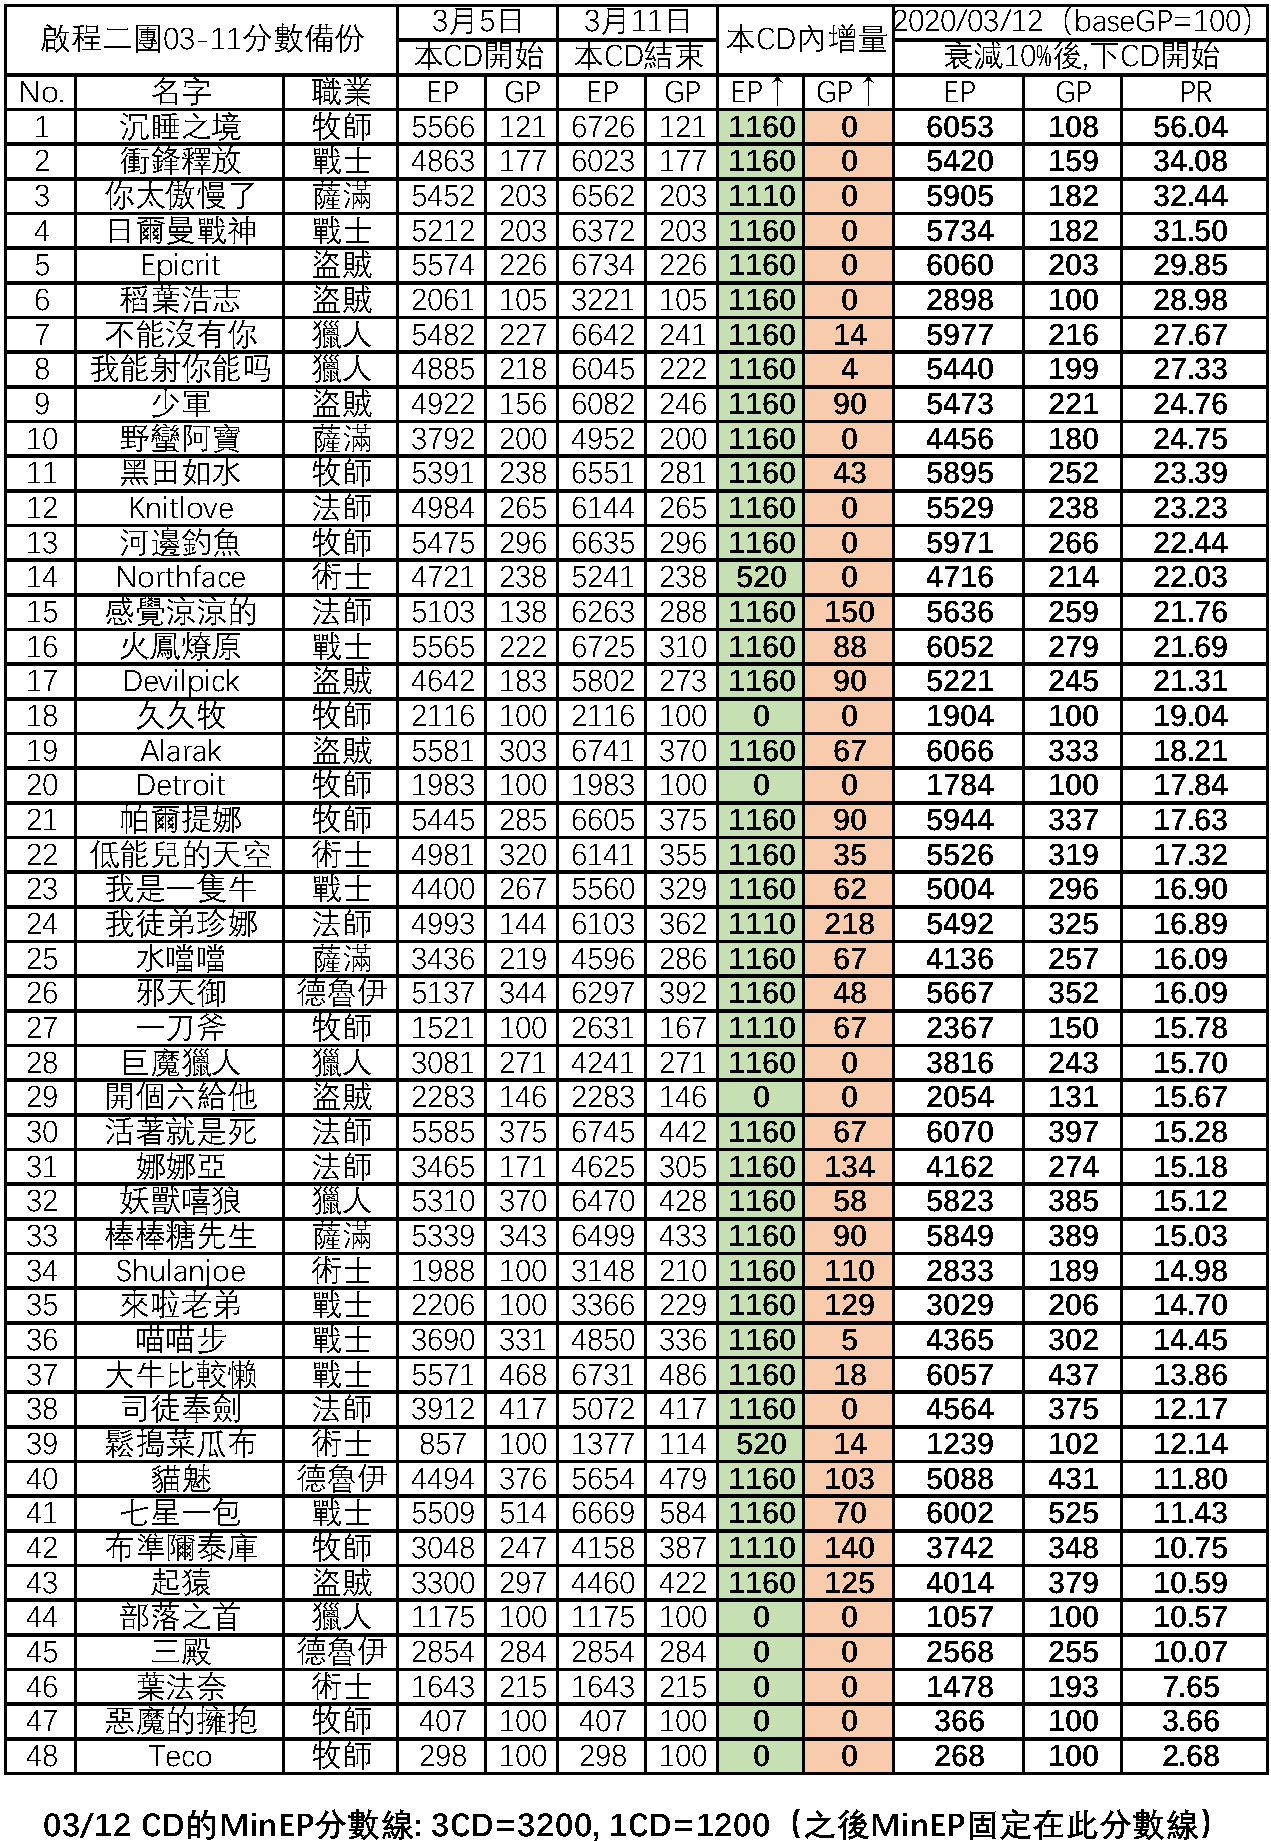 啟程二團03-11分數備份 3月5日 3月11日 本CD內增量 2020/03/12（baseGP=100）
本CD開始 本CD結束 衰減10%後,下CD開始
No. 名字 職業 EP GP EP GP EP↑ GP↑ EP GP PR
1 沉睡之境 牧師 5566 121 6726 121 1160 0 6053 108 56.04
2 衝鋒釋放 戰士 4863 177 6023 177 1160 0 5420 159 34.08
3 你太傲慢了 薩滿 5452 203 6562 203 1110 0 5905 182 32.44
4 日爾曼戰神 戰士 5212 203 6372 203 1160 0 5734 182 31.50
5 Epicrit 盜賊 5574 226 6734 226 1160 0 6060 203 29.85
6 稻葉浩志 盜賊 2061 105 3221 105 1160 0 2898 100 28.98
7 不能沒有你 獵人 5482 227 6642 241 1160 14 5977 216 27.67
8 我能射你能吗 獵人 4885 218 6045 222 1160 4 5440 199 27.33
9 少軍 盜賊 4922 156 6082 246 1160 90 5473 221 24.76
10 野蠻阿寶 薩滿 3792 200 4952 200 1160 0 4456 180 24.75
11 黑田如水 牧師 5391 238 6551 281 1160 43 5895 252 23.39
12 Knitlove 法師 4984 265 6144 265 1160 0 5529 238 23.23
13 河邊釣魚 牧師 5475 296 6635 296 1160 0 5971 266 22.44
14 Northface 術士 4721 238 5241 238 520 0 4716 214 22.03
15 感覺涼涼的 法師 5103 138 6263 288 1160 150 5636 259 21.76
16 火鳳燎原 戰士 5565 222 6725 310 1160 88 6052 279 21.69
17 Devilpick 盜賊 4642 183 5802 273 1160 90 5221 245 21.31
18 久久牧 牧師 2116 100 2116 100 0 0 1904 100 19.04
19 Alarak 盜賊 5581 303 6741 370 1160 67 6066 333 18.21
20 Detroit 牧師 1983 100 1983 100 0 0 1784 100 17.84
21 帕爾提娜 牧師 5445 285 6605 375 1160 90 5944 337 17.63
22 低能兒的天空 術士 4981 320 6141 355 1160 35 5526 319 17.32
23 我是一隻牛 戰士 4400 267 5560 329 1160 62 5004 296 16.90
24 我徒弟珍娜 法師 4993 144 6103 362 1110 218 5492 325 16.89
25 水噹噹 薩滿 3436 219 4596 286 1160 67 4136 257 16.09
26 邪天御 德魯伊 5137 344 6297 392 1160 48 5667 352 16.09
27 一刀斧 牧師 1521 100 2631 167 1110 67 2367 150 15.78
28 巨魔獵人 獵人 3081 271 4241 271 1160 0 3816 243 15.70
29 開個六給他 盜賊 2283 146 2283 146 0 0 2054 131 15.67
30 活著就是死 法師 5585 375 6745 442 1160 67 6070 397 15.28
31 娜娜亞 法師 3465 171 4625 305 1160 134 4162 274 15.18
32 妖獸嘻狼 獵人 5310 370 6470 428 1160 58 5823 385 15.12
33 棒棒糖先生 薩滿 5339 343 6499 433 1160 90 5849 389 15.03
34 Shulanjoe 術士 1988 100 3148 210 1160 110 2833 189 14.98
35 來啦老弟 戰士 2206 100 3366 229 1160 129 3029 206 14.70
36 喵喵步 戰士 3690 331 4850 336 1160 5 4365 302 14.45
37 大牛比較懶 戰士 5571 468 6731 486 1160 18 6057 437 13.86
38 司徒奉劍 法師 3912 417 5072 417 1160 0 4564 375 12.17
39 鬆搗菜瓜布 術士 857 100 1377 114 520 14 1239 102 12.14
40 貓魅 德魯伊 4494 376 5654 479 1160 103 5088 431 11.80
41 七星一包 戰士 5509 514 6669 584 1160 70 6002 525 11.43
42 布準隬泰庫 牧師 3048 247 4158 387 1110 140 3742 348 10.75
43 起猿 盜賊 3300 297 4460 422 1160 125 4014 379 10.59
44 部落之首 獵人 1175 100 1175 100 0 0 1057 100 10.57
45 三殿 德魯伊 2854 284 2854 284 0 0 2568 255 10.07
46 葉法奈 術士 1643 215 1643 215 0 0 1478 193 7.65
47 惡魔的擁抱 牧師 407 100 407 100 0 0 366 100 3.66
48 Teco 牧師 298 100 298 100 0 0 268 100 2.68
03/12 CD的MinEP分數線: 3CD=3200, 1CD=1200（之後MinEP固定在此分數線）